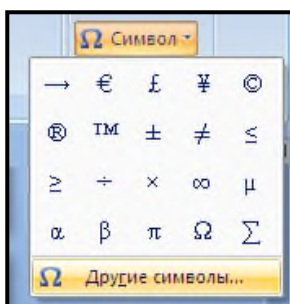 Ω Символ
→ € £ ¥ ©
® ™ ± ≠ ≤
≥ ÷ × ∞ µ
α β π Ω ∑
Ω Другие символы...